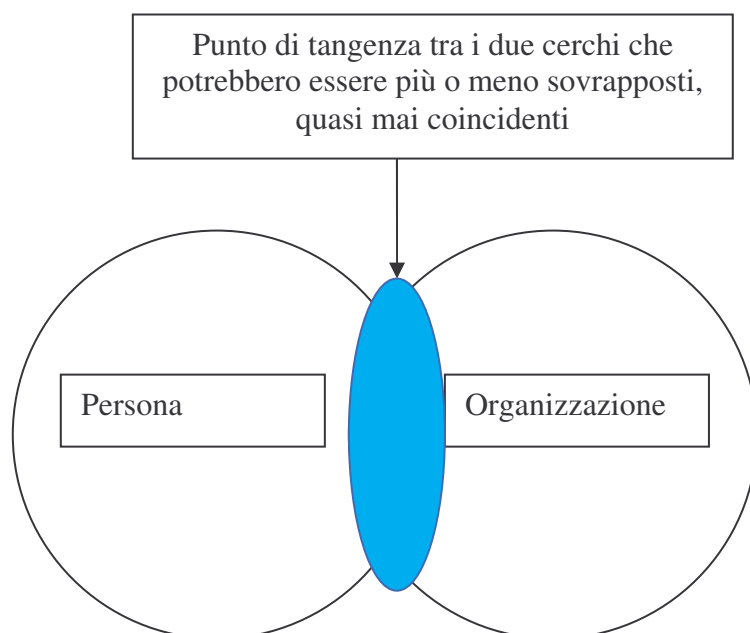 Punto di tangenza tra i due cerchi che
potrebbero essere più o meno sovrapposti,
quasi mai coincidenti
Persona
Organizzazione